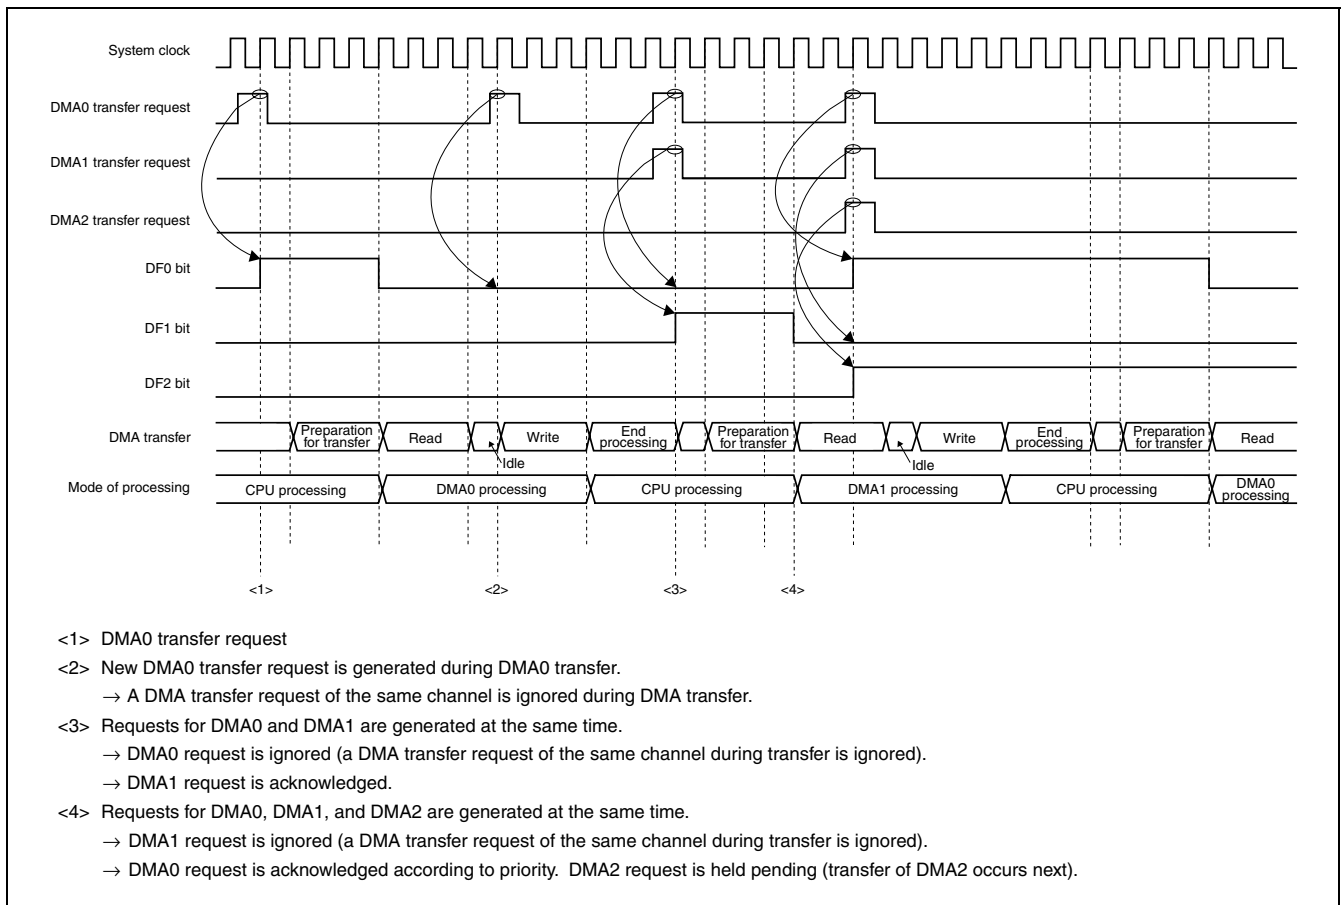 System clock
DMA0 transfer request
DMA1 transfer request
DMA2 transfer request
DF0 bit
DF1 bit
DF2 bit
DMA transfer
Preparation for transfer
Read
Idle
Write
End processing
Preparation for transfer
Read
Idle
Write
End processing
Preparation for transfer
Read
Mode of processing
CPU processing
DMA0 processing
CPU processing
DMA1 processing
CPU processing
DMA0 processing
<1>
<2>
<3>
<4>
<1> DMA0 transfer request
<2> New DMA0 transfer request is generated during DMA0 transfer.
→ A DMA transfer request of the same channel is ignored during DMA transfer.
<3> Requests for DMA0 and DMA1 are generated at the same time.
→ DMA0 request is ignored (a DMA transfer request of the same channel during transfer is ignored).
→ DMA1 request is acknowledged.
<4> Requests for DMA0, DMA1, and DMA2 are generated at the same time.
→ DMA1 request is ignored (a DMA transfer request of the same channel during transfer is ignored).
→ DMA0 request is acknowledged according to priority. DMA2 request is held pending (transfer of DMA2 occurs next).